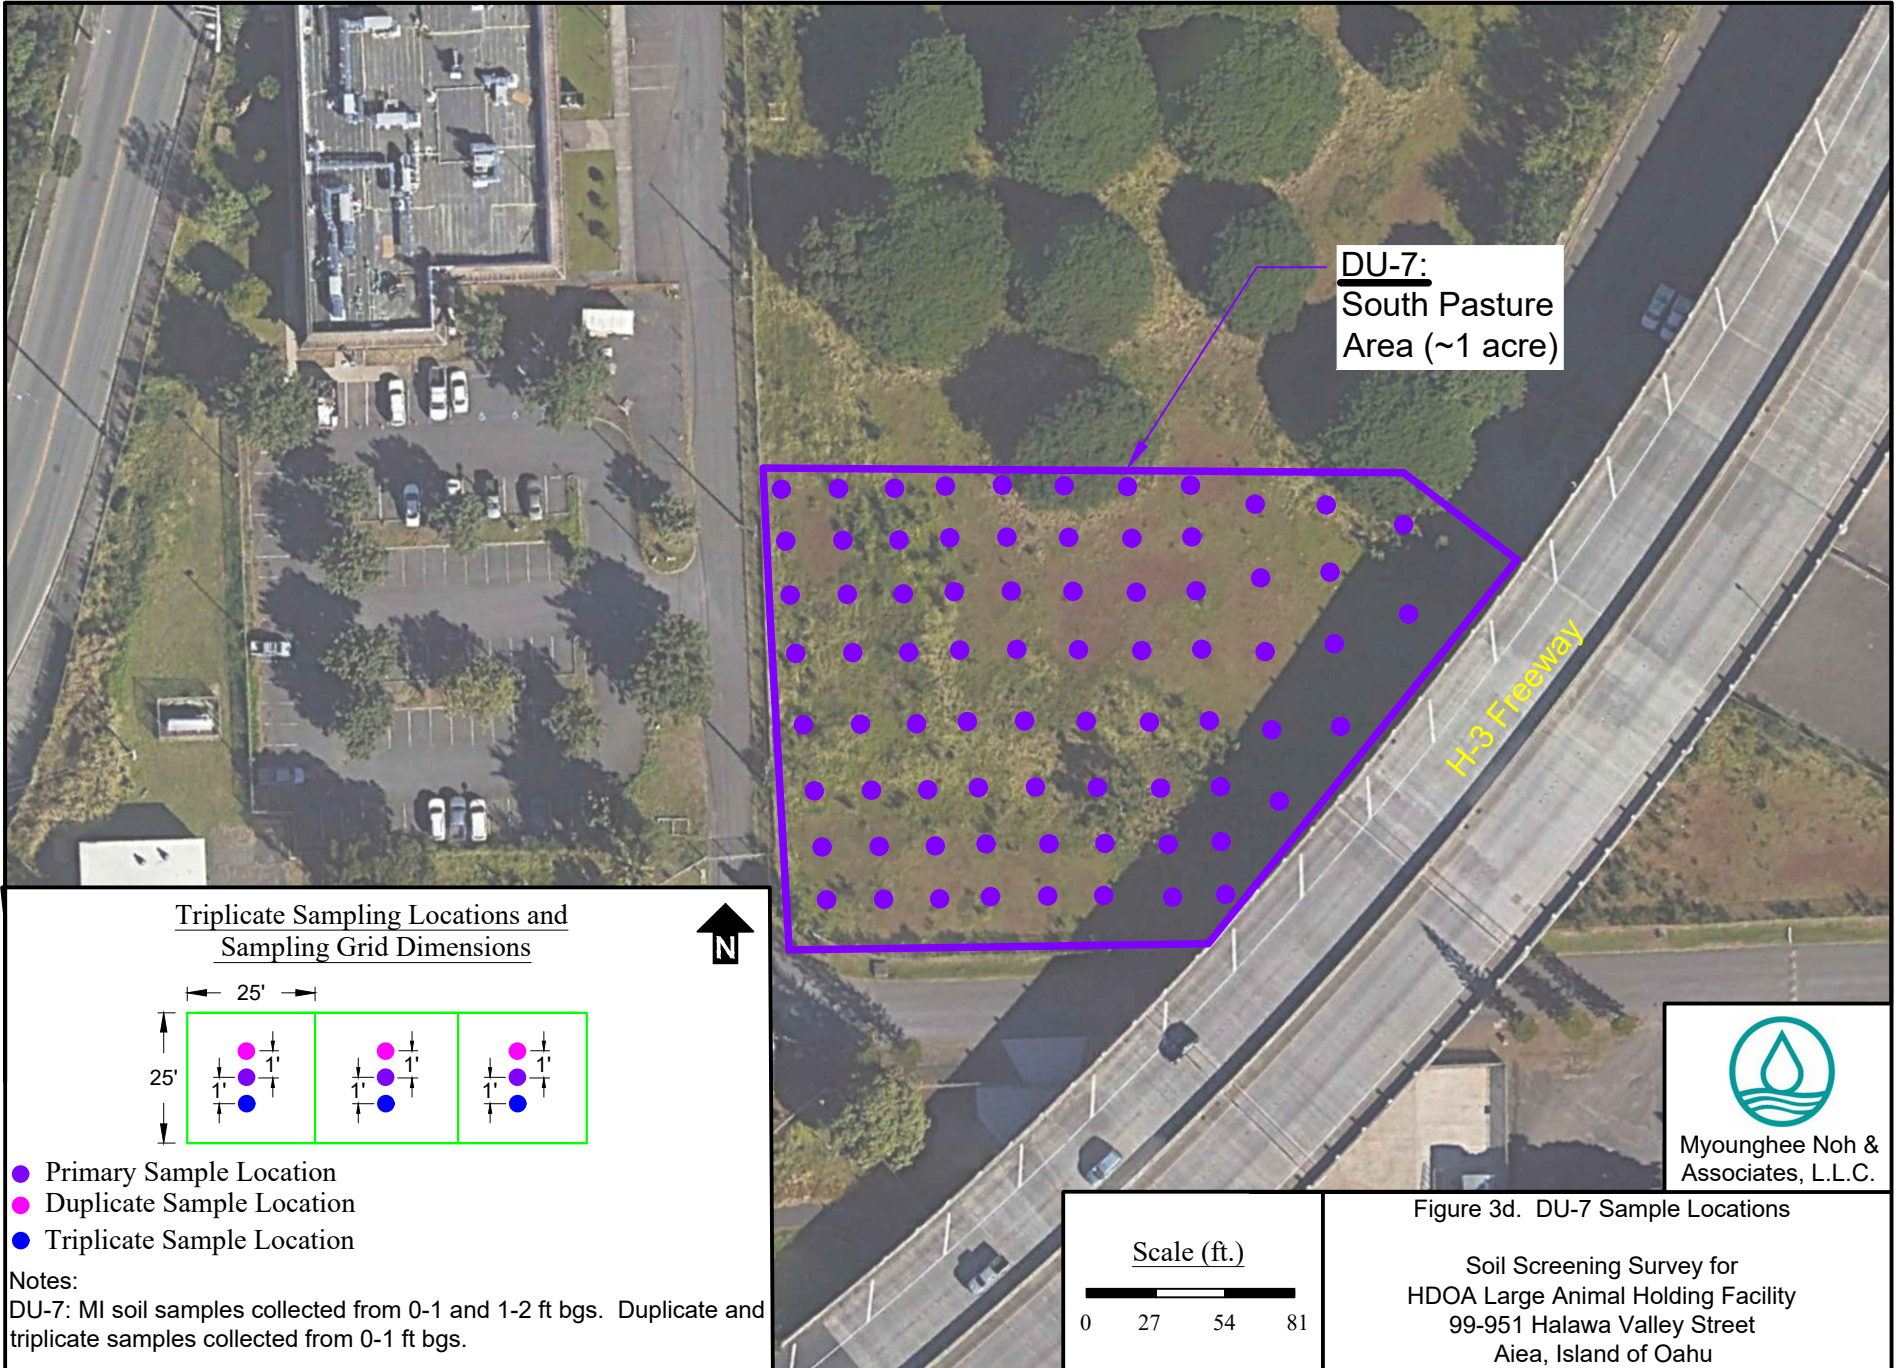 DU-7:
South Pasture
Area (~1 acre)
H-3 Freeway
Triplicate Sampling Locations and
Sampling Grid Dimensions
N
25'
25'
1'
1'
1'
1'
1'
1'
Primary Sample Location
Duplicate Sample Location
Triplicate Sample Location
Notes:
DU-7: MI soil samples collected from 0-1 and 1-2 ft bgs. Duplicate and
triplicate samples collected from 0-1 ft bgs.
Scale (ft.)
0 27 54 81
Myounghee Noh &
Associates, L.L.C.
Figure 3d. DU-7 Sample Locations
Soil Screening Survey for
HDOA Large Animal Holding Facility
99-951 Halawa Valley Street
Aiea, Island of Oahu